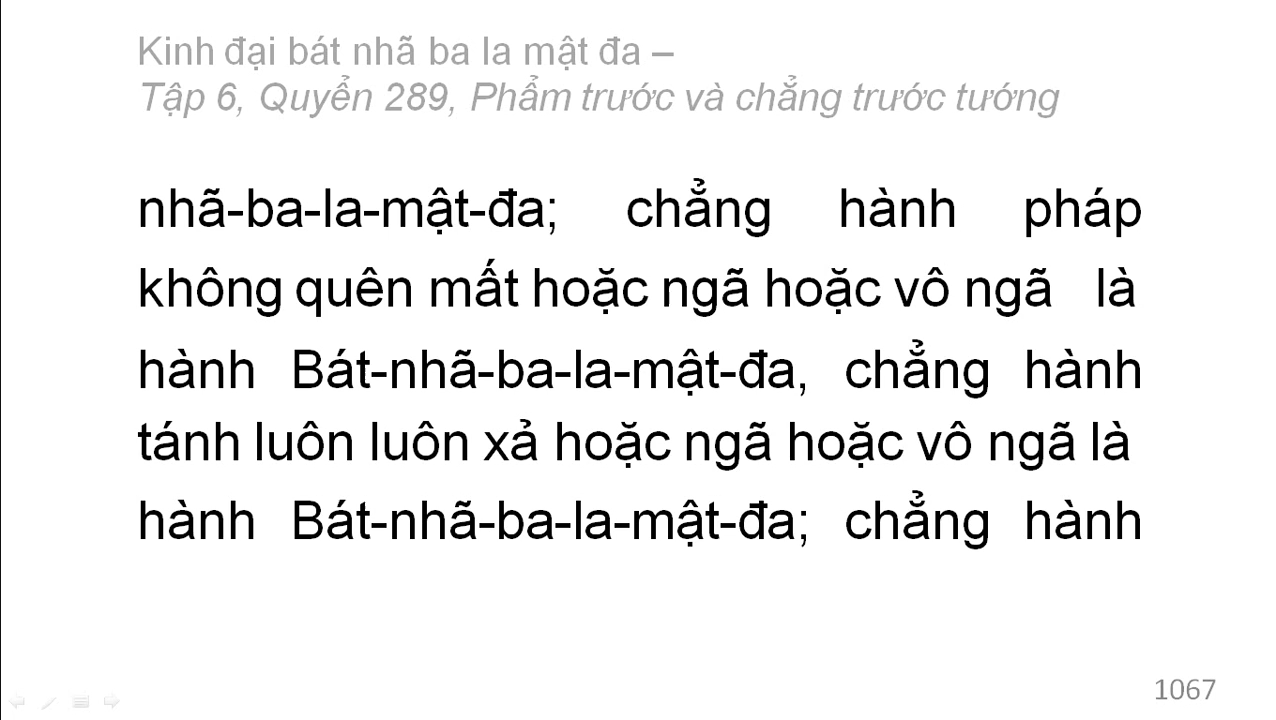 Kinh đại bát nhã ba la mật đa –
Tập 6, Quyển 289, Phẩm trước và chẳng trước tướng
nhã-ba-la-mật-đa; chẳng hành pháp
không quên mất hoặc ngã hoặc vô ngã là
hành Bát-nhã-ba-la-mật-đa, chẳng hành
tánh luôn luôn xả hoặc ngã hoặc vô ngã là
hành Bát-nhã-ba-la-mật-đa; chẳng hành
1067